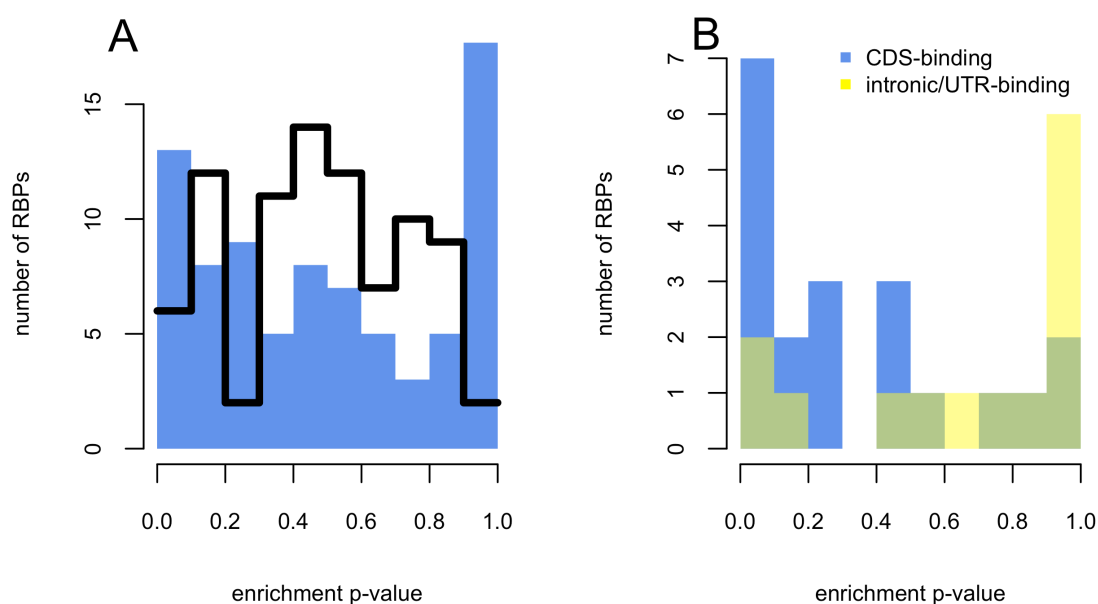 A
number of RBPs
15
10
5
0
0.0 0.2 0.4 0.6 0.8 1.0
enrichment p-value
B
CDS-binding
intronic/UTR-binding
number of RBPs
7
6
5
4
3
2
1
0
0.0 0.2 0.4 0.6 0.8 1.0
enrichment p-value